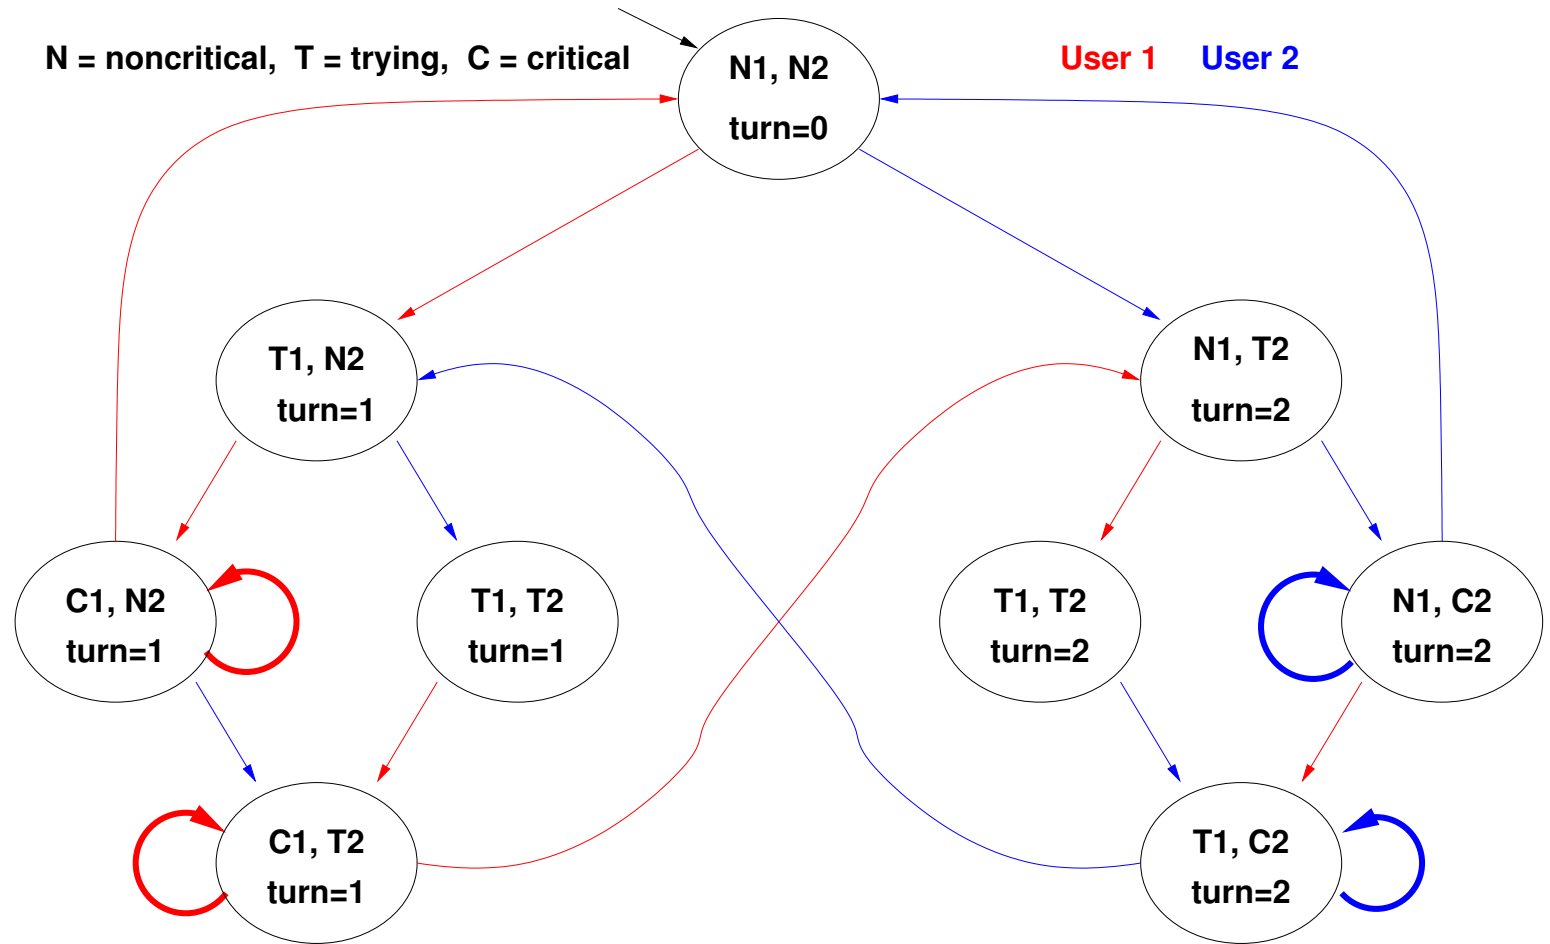 N = noncritical, T = trying, C = critical
User 1 User 2
N1, N2
turn=0
T1, N2
turn=1
N1, T2
turn=2
C1, N2
turn=1
T1, T2
turn=1
T1, T2
turn=2
N1, C2
turn=2
C1, T2
turn=1
T1, C2
turn=2